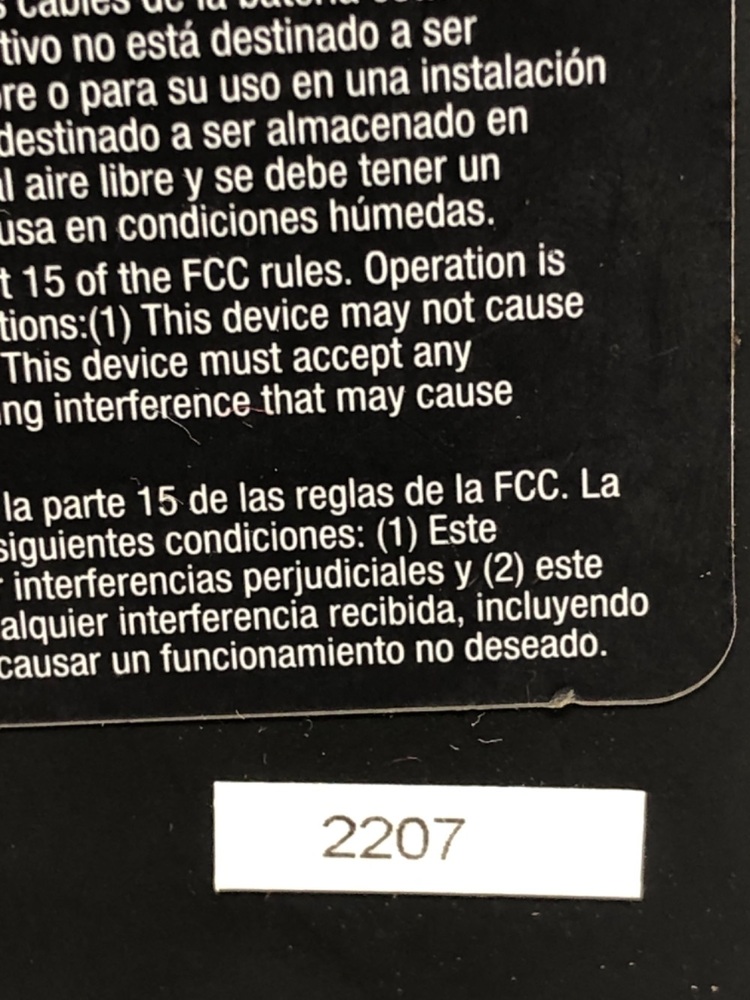 cables de la batería
tivo no está destinado a ser
re o para su uso en una instalación
destinado a ser almacenado en
l aire libre y se debe tener un
usa en condiciones húmedas.
t 15 of the FCC rules. Operation is
tions:(1) This device may not cause
This device must accept any
ng interference that may cause
la parte 15 de las reglas de la FCC. La
siguientes condiciones: (1) Este
interferencias perjudiciales y (2) este
alquier interferencia recibida, incluyendo
causar un funcionamiento no deseado.
2207